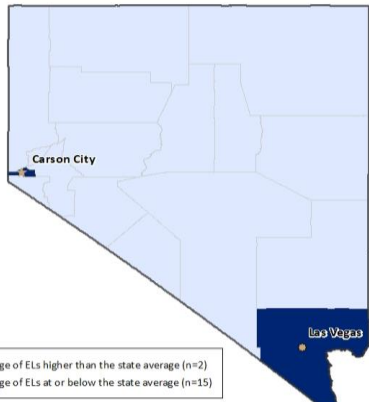 Carson City
Las Vegas
ge of ELs higher than the state average (n=2)
ge of ELs at or below the state average (n=15)